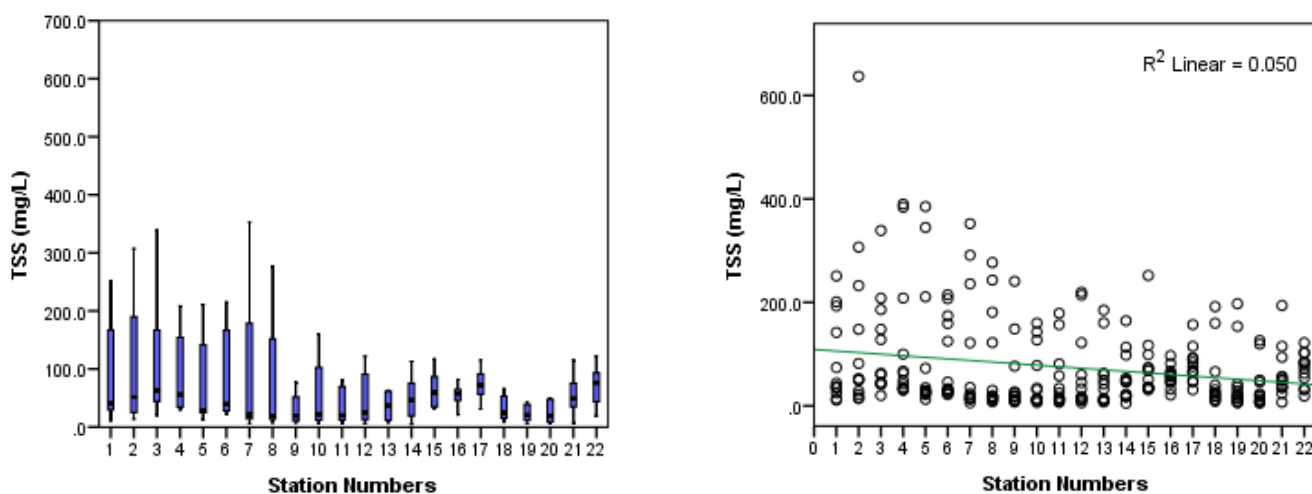 700.0
600.0
500.0
400.0
300.0
200.0
100.0
.0
TSS (mg/L)
1 2 3 4 5 6 7 8 9 10 11 12 13 14 15 16 17 18 19 20 21 22
Station Numbers
R2 Linear = 0.050
600.0
400.0
200.0
.0
TSS (mg/L)
0 1 2 3 4 5 6 7 8 9 10 11 12 13 14 15 16 17 18 19 20 21 22
Station Numbers